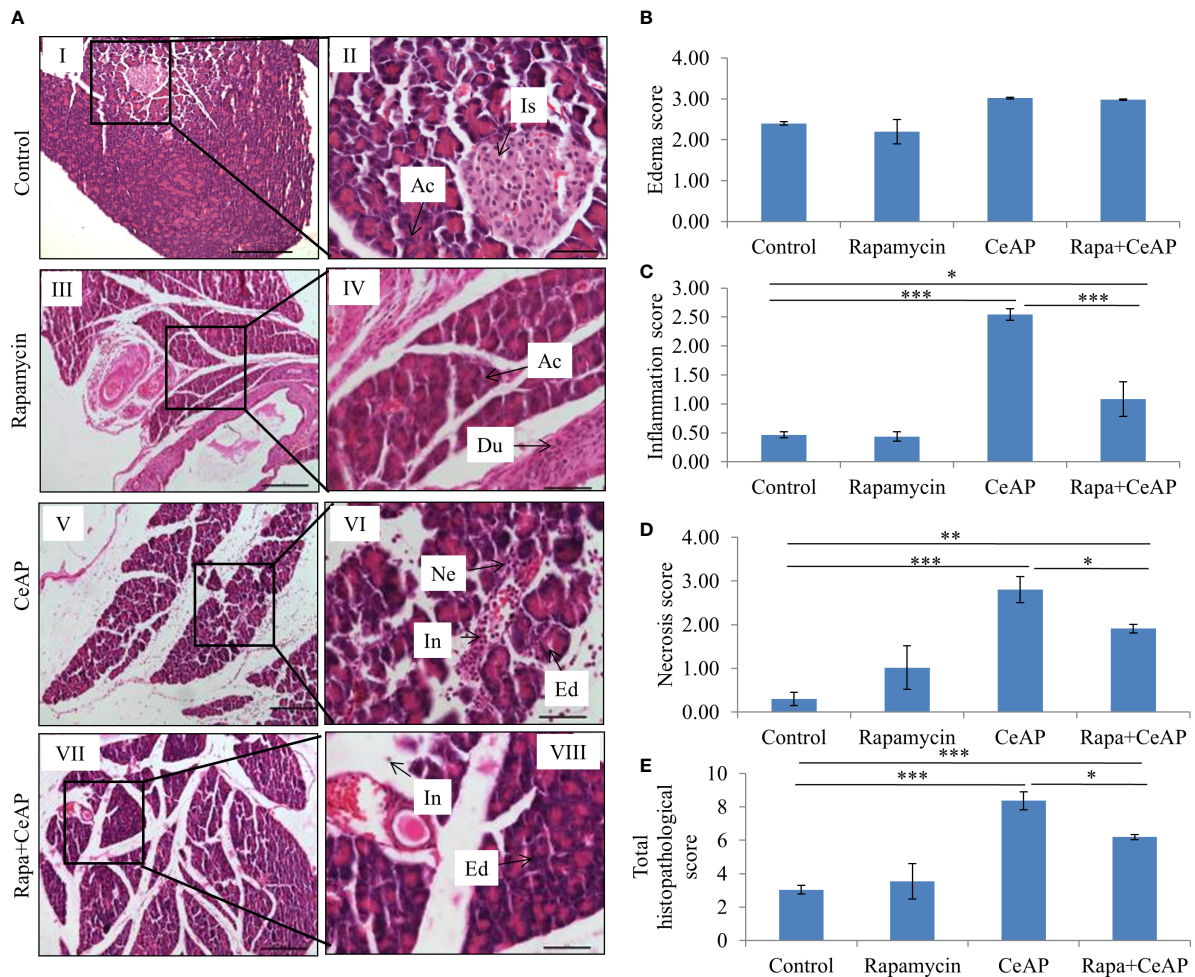 A
Control
I
II
Is
Ac
Rapamycin
III
IV
Ac
Du
CeAP
V
VI
Ne
In
Ed
Rapa+CeAP
VII
VIII
In
Ed
B
Edema score
4.00
3.00
2.00
1.00
0.00
Control Rapamycin CeAP Rapa+CeAP
C
Inflammation score
3.00
2.50
2.00
1.50
1.00
0.50
0.00
*
***
***
Control Rapamycin CeAP Rapa+CeAP
D
Necrosis score
4.00
3.00
2.00
1.00
0.00
**
***
*
Control Rapamycin CeAP Rapa+CeAP
E
Total
histopathological
score
10
8
6
4
2
0
***
***
*
Control Rapamycin CeAP Rapa+CeAP